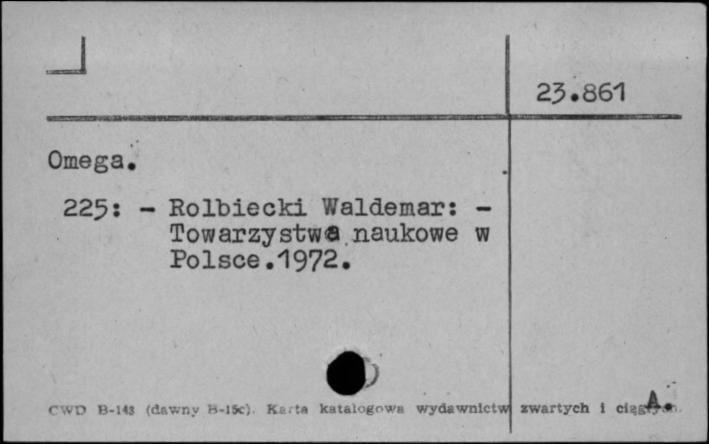 23.861
Omega.
225: - Rolbiecki Waldemar: -
Towarzystwa naukowe w
Polsce.1972.
A.
CWD B-143 (dawny B-15c). Karta katalogowa wydawnictw zwartych i ciągłych.